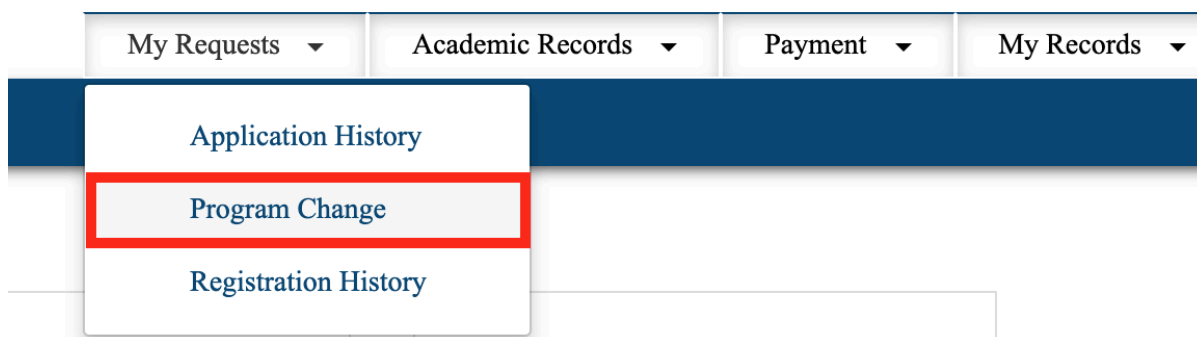 My Requests Academic Records Payment My Records
Application History
Program Change
Registration History